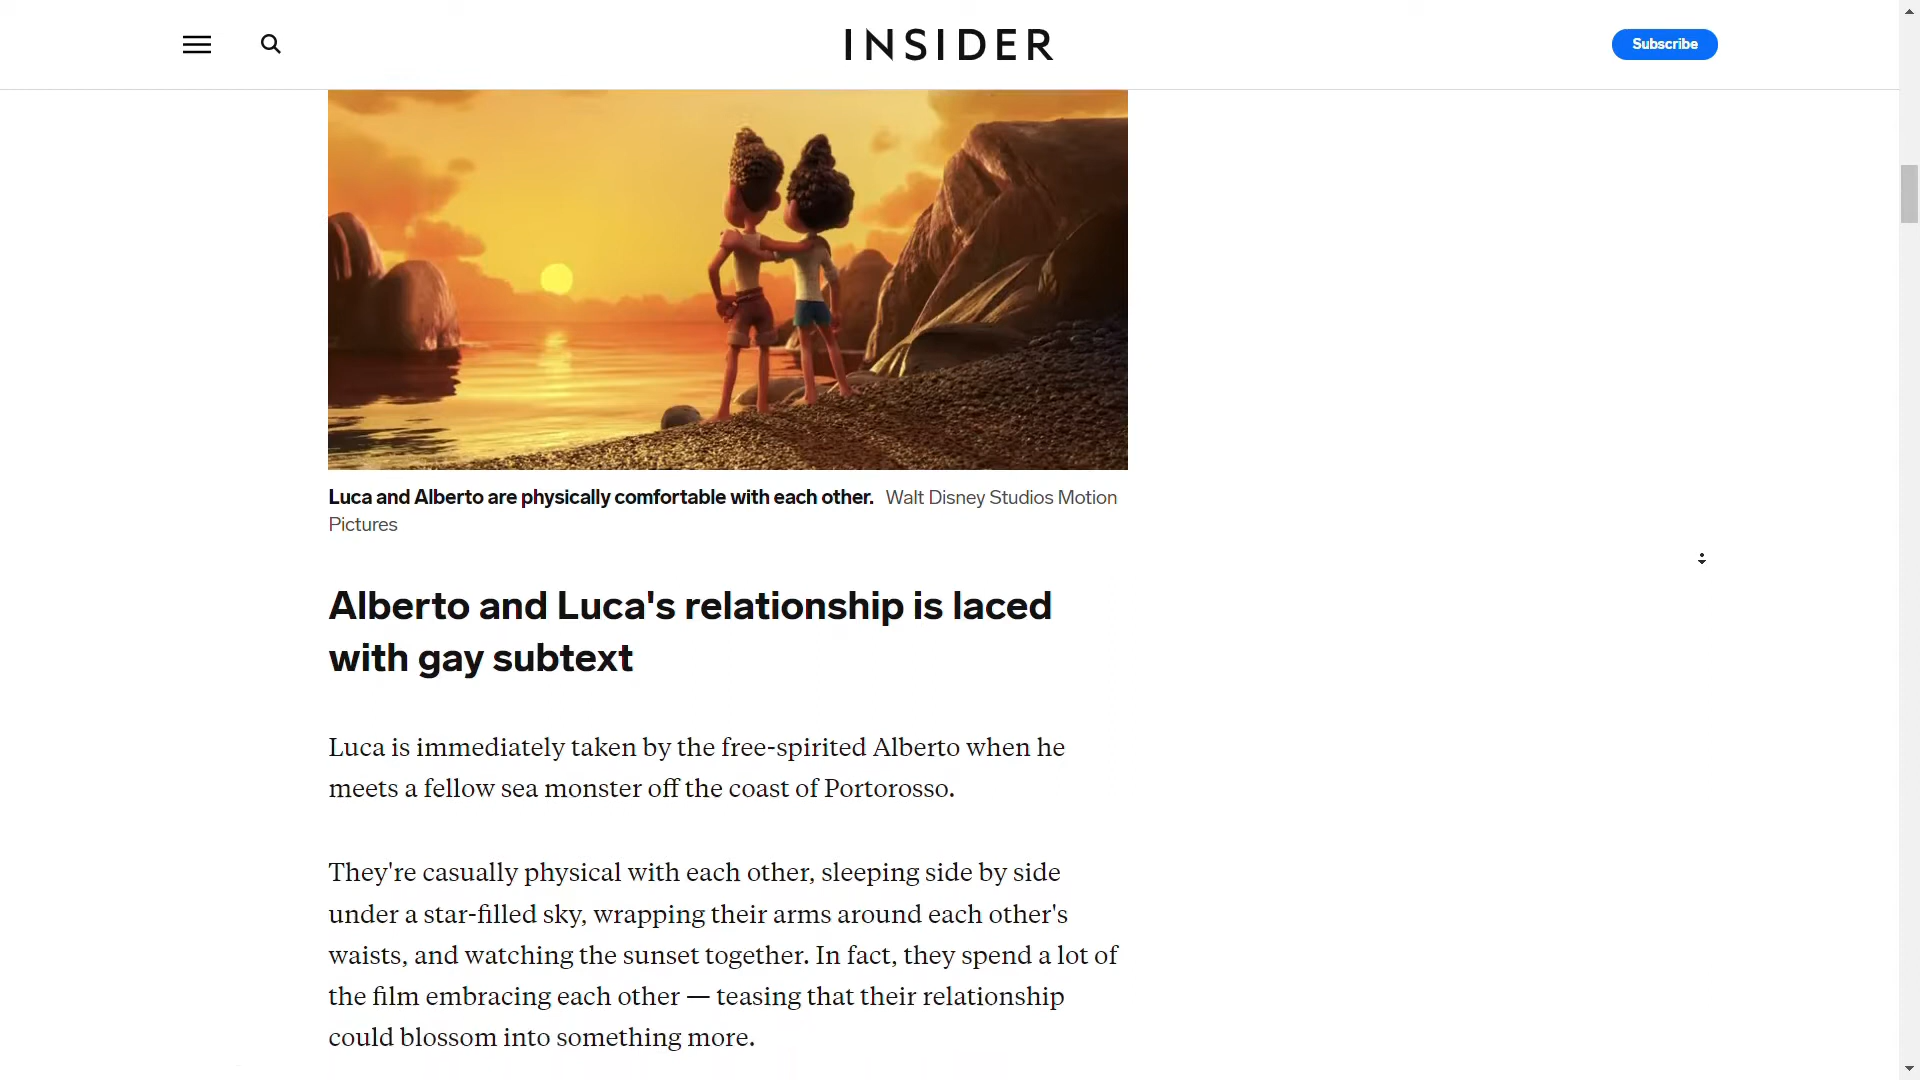 INSIDER
Subscribe
Luca and Alberto are physically comfortable with each other. Walt Disney Studios Motion
Pictures
Alberto and Luca's relationship is laced
with gay subtext
Luca is immediately taken by the free-spirited Alberto when he
meets a fellow sea monster off the coast of Portorosso.
They're casually physical with each other, sleeping side by side
under a star-filled sky, wrapping their arms around each other's
waists, and watching the sunset together. In fact, they spend a lot of
the film embracing each other — teasing that their relationship
could blossom into something more.